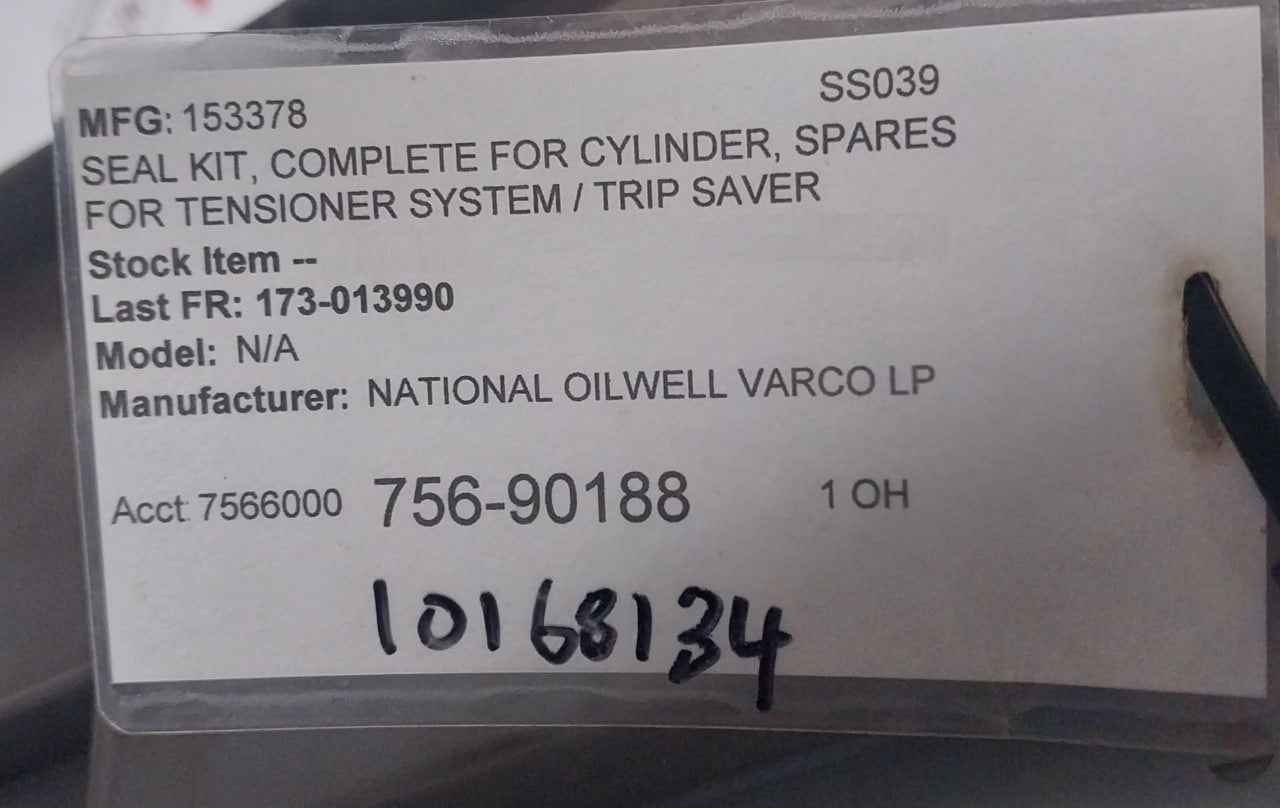 MFG: 153378 SS039
SEAL KIT, COMPLETE FOR CYLINDER, SPARES
FOR TENSIONER SYSTEM / TRIP SAVER
Stock Item --
Last FR: 173-013990
Model: N/A
Manufacturer: NATIONAL OILWELL VARCO LP
Acct: 7566000 756-90188 1 OH
10168134